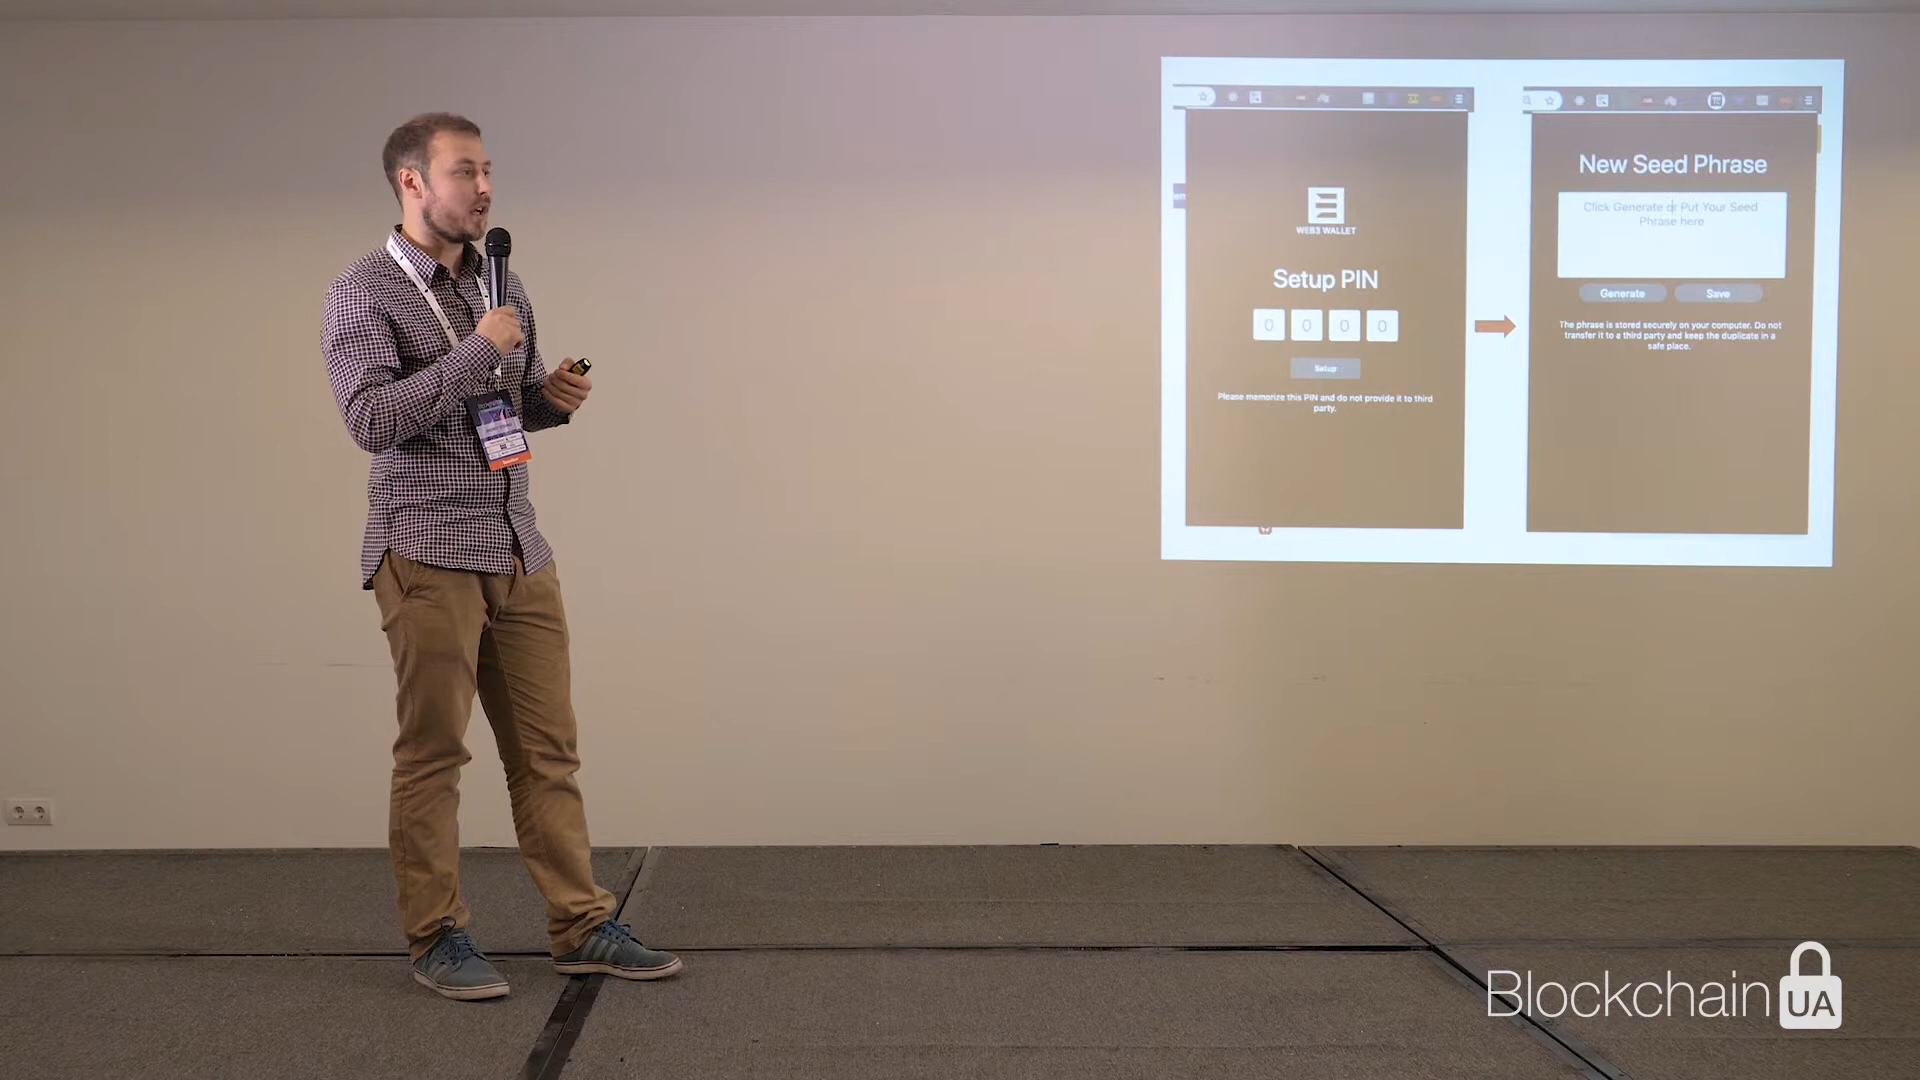 WEB3 WALLET
Setup PIN
0 0 0 0
Setup
Please memorize this PIN and do not provide it to third
party.
New Seed Phrase
Click Generate or Put Your Seed
Phrase here
Generate Save
The phrase is stored securely on your computer. Do not
transfer it to a third party and keep the duplicate in a
safe place.
Blockchain UA